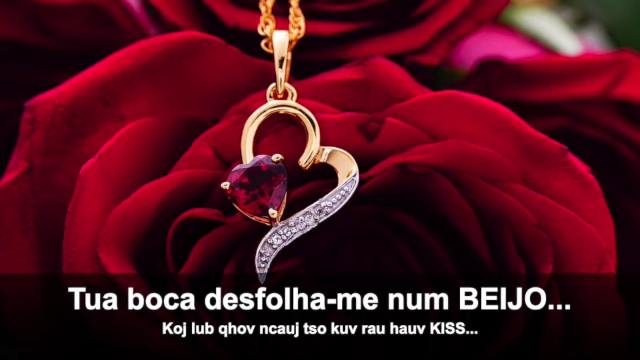 Tua boca desfolha-me num BEIJO...
Koj lub qhov ncauj tso kuv rau hauv KISS...